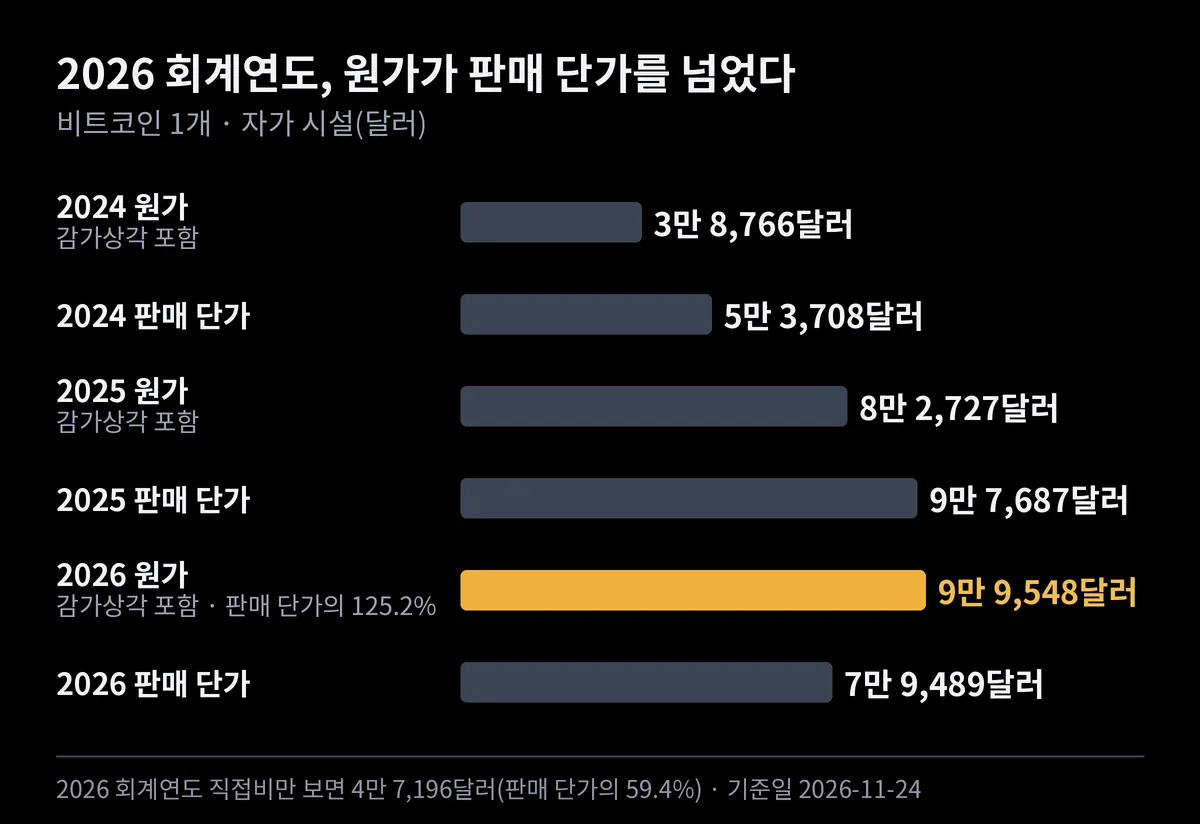 2026 회계연도, 원가가 판매 단가를 넘었다
비트코인 1개 · 자가 시설(달러)
2024 원가
감가상각 포함
3만 8,766달러
2024 판매 단가
5만 3,708달러
2025 원가
감가상각 포함
8만 2,727달러
2025 판매 단가
9만 7,687달러
2026 원가
감가상각 포함 · 판매 단가의 125.2%
9만 9,548달러
2026 판매 단가
7만 9,489달러
2026 회계연도 직접비만 보면 4만 7,196달러(판매 단가의 59.4%) · 기준일 2026-11-24